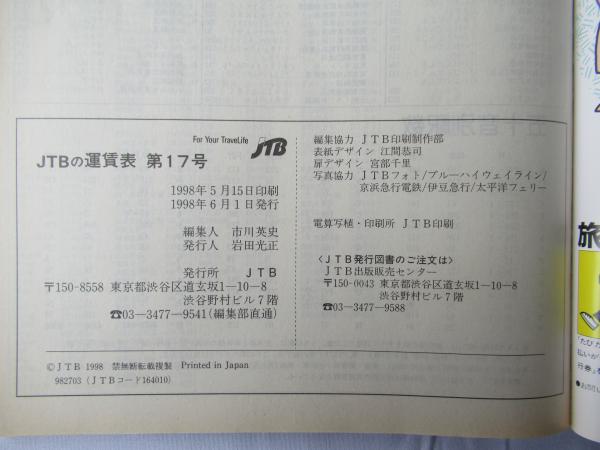 For Your TraveLife JTB
JTBの運賃表 第17号
1998年5月15日印刷
1998年6月1日発行
編集人 市川英史
発行人 岩田光正
発行所 JTB
〒150-8558 東京都渋谷区道玄坂1―10―8
渋谷野村ビル7階
☎03―3477―9541(編集部直通)
©JTB 1998 禁無断転載複製 Printed in Japan
982703 (JTBコード164010)
編集協力 JTB印刷制作部
表紙デザイン 江間恭司
扉デザイン 宮部千里
写真協力 JTBフォト/ブルーハイウェイライン/
京浜急行電鉄/伊豆急行/太平洋フェリー
電算写植・印刷所 JTB印刷
〈JTB発行図書のご注文は〉
JTB出版販売センター
〒150-0043 東京都渋谷区道玄坂1―10―8
渋谷野村ビル7階
☎03―3477―9588
旅